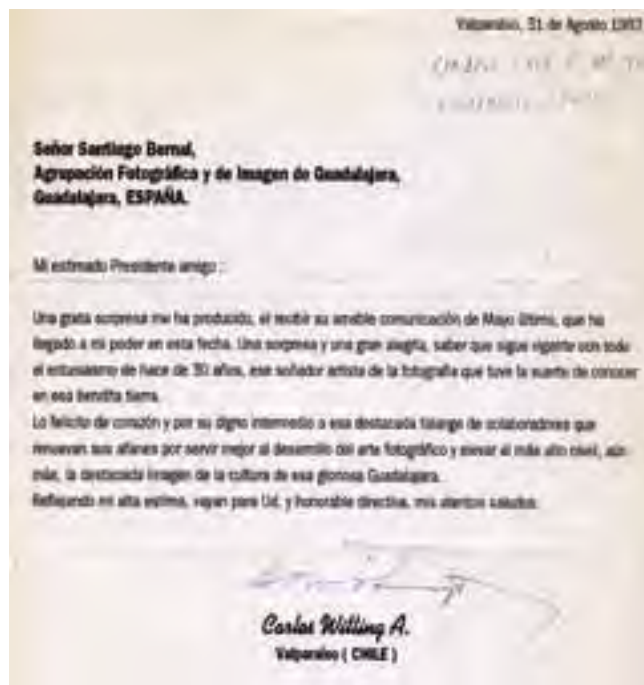 Valparaíso, 31 de Agosto
Señor Santiago Bernal,
Agrupación Fotográfica y de Imagen de Guadalajara,
Guadalajara, ESPAÑA.
Mi estimado Presidente amigo :
Una grata sorpresa me ha producido, el recibir su amable comunicación de Mayo último, que ha
llegado a mi poder en esta fecha. Una sorpresa y una gran alegría, saber que sigue vigente con todo
el entusiasmo de hace de 30 años, ese soñador artista de la fotografía que tuve la suerte de conocer
en esa bendita tierra.
Lo felicito de corazón y por su digno intermedio a esa destacada falange de colaboradores que
renuevan sus afanes por servir mejor al desarrollo del arte fotográfico y elevar al más alto nivel, aún
más, la destacada imagen de la cultura de esa gloriosa Guadalajara.
Reflejando mi alta estima, vayan para Ud. y honorable directiva, mis atentos saludos.
Carlos Willing A.
Valparaíso ( CHILE )